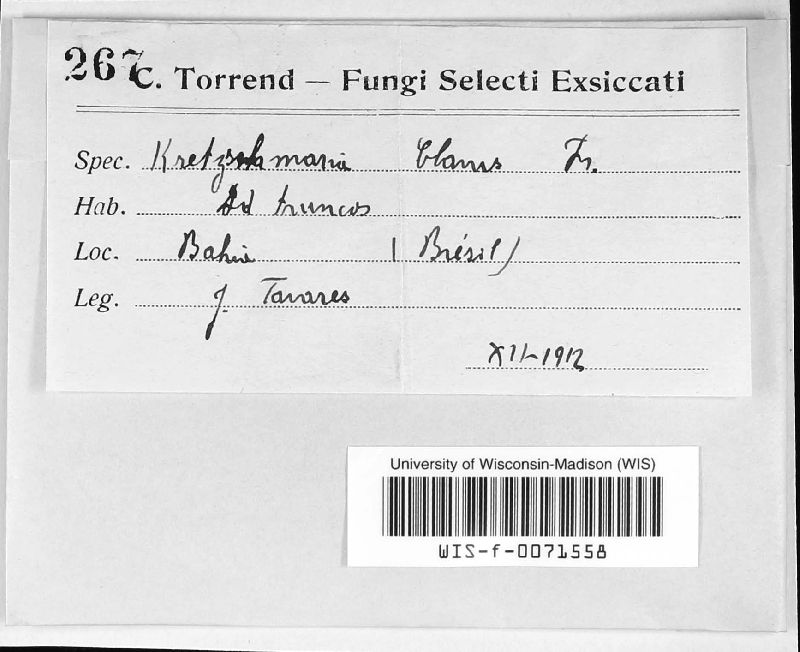 267 C. Torrend — Fungi Selecti Exsiccati
Spec. Kretzschmaria Clavus Fr.
Hab. Ad truncos
Loc. Bahia (Brésil)
Leg. J. Tavares
XII-1912
University of Wisconsin-Madison (WIS)
WIS-f-0071558